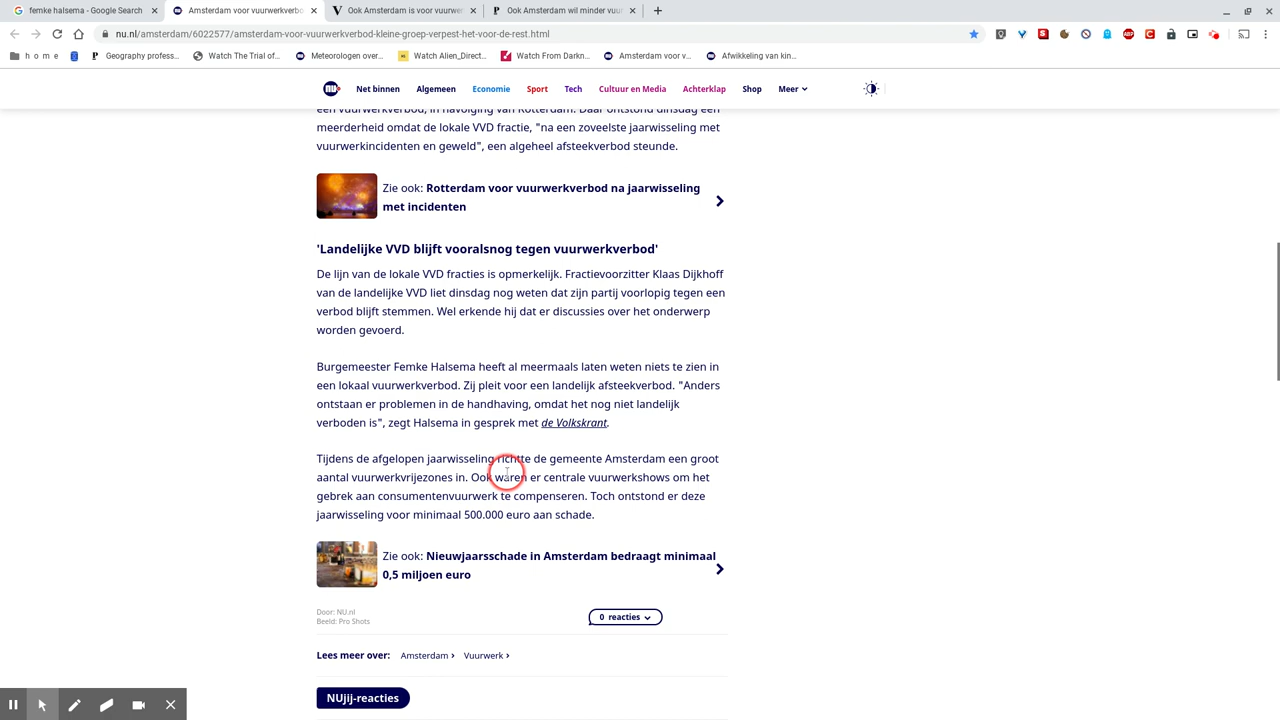 femke halsema - Google Search
Amsterdam voor vuurwerkverbo
Ook Amsterdam is voor vuurwer
Ook Amsterdam wil minder vuu
nu.nl/amsterdam/6022577/amsterdam-voor-vuurwerkverbod-kleine-groep-verpest-het-voor-de-rest.html
h o m e
Geography profess...
Watch The Trial of...
Meteorologen over...
Watch Alien_Direct...
Watch From Darkn...
Amsterdam voor v...
Afwikkeling van kin...
NU
Net binnen
Algemeen
Economie
Sport
Tech
Cultuur en Media
Achterklap
Shop
Meer
een vuurwerkverbod, in navolging van Rotterdam. Daar ontstond dinsdag een
meerderheid omdat de lokale VVD fractie, "na een zoveelste jaarwisseling met
vuurwerkincidenten en geweld", een algeheel afsteekverbod steunde.
Zie ook: Rotterdam voor vuurwerkverbod na jaarwisseling
met incidenten
'Landelijke VVD blijft vooralsnog tegen vuurwerkverbod'
De lijn van de lokale VVD fracties is opmerkelijk. Fractievoorzitter Klaas Dijkhoff
van de landelijke VVD liet dinsdag nog weten dat zijn partij voorlopig tegen een
verbod blijft stemmen. Wel erkende hij dat er discussies over het onderwerp
worden gevoerd.
Burgemeester Femke Halsema heeft al meermaals laten weten niets te zien in
een lokaal vuurwerkverbod. Zij pleit voor een landelijk afsteekverbod. "Anders
ontstaan er problemen in de handhaving, omdat het nog niet landelijk
verboden is", zegt Halsema in gesprek met de Volkskrant.
Tijdens de afgelopen jaarwisseling richtte de gemeente Amsterdam een groot
aantal vuurwerkvrijezones in. Ook waren er centrale vuurwerkshows om het
gebrek aan consumentenvuurwerk te compenseren. Toch ontstond er deze
jaarwisseling voor minimaal 500.000 euro aan schade.
Zie ook: Nieuwjaarsschade in Amsterdam bedraagt minimaal
0,5 miljoen euro
Door: NU.nl
Beeld: Pro Shots
0 reacties
Lees meer over: Amsterdam Vuurwerk
NUjij-reacties